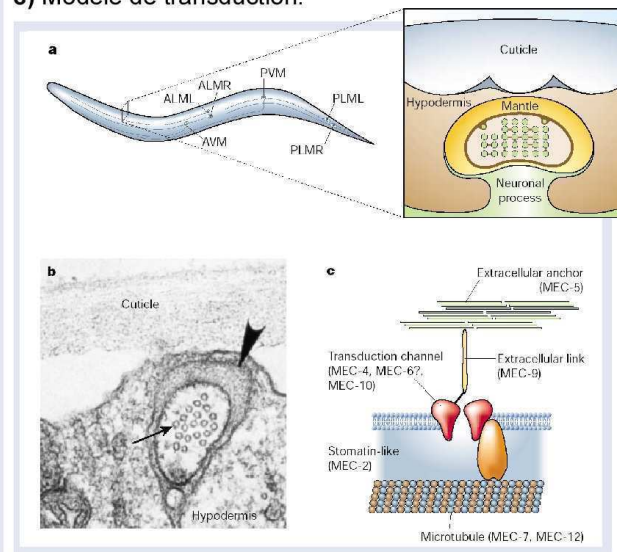 c) Modèle de transduction.
a
PVM
ALMR
ALML
PLML
AVM
PLMR
Cuticle
Hypodermis
Mantle
Neuronal
process
b
Cuticle
Hypodermis
c
Extracellular anchor
(MEC-5)
Transduction channel
(MEC-4, MEC-6?,
MEC-10)
Extracellular link
(MEC-9)
Stomatin-like
(MEC-2)
Microtubule (MEC-7, MEC-12)